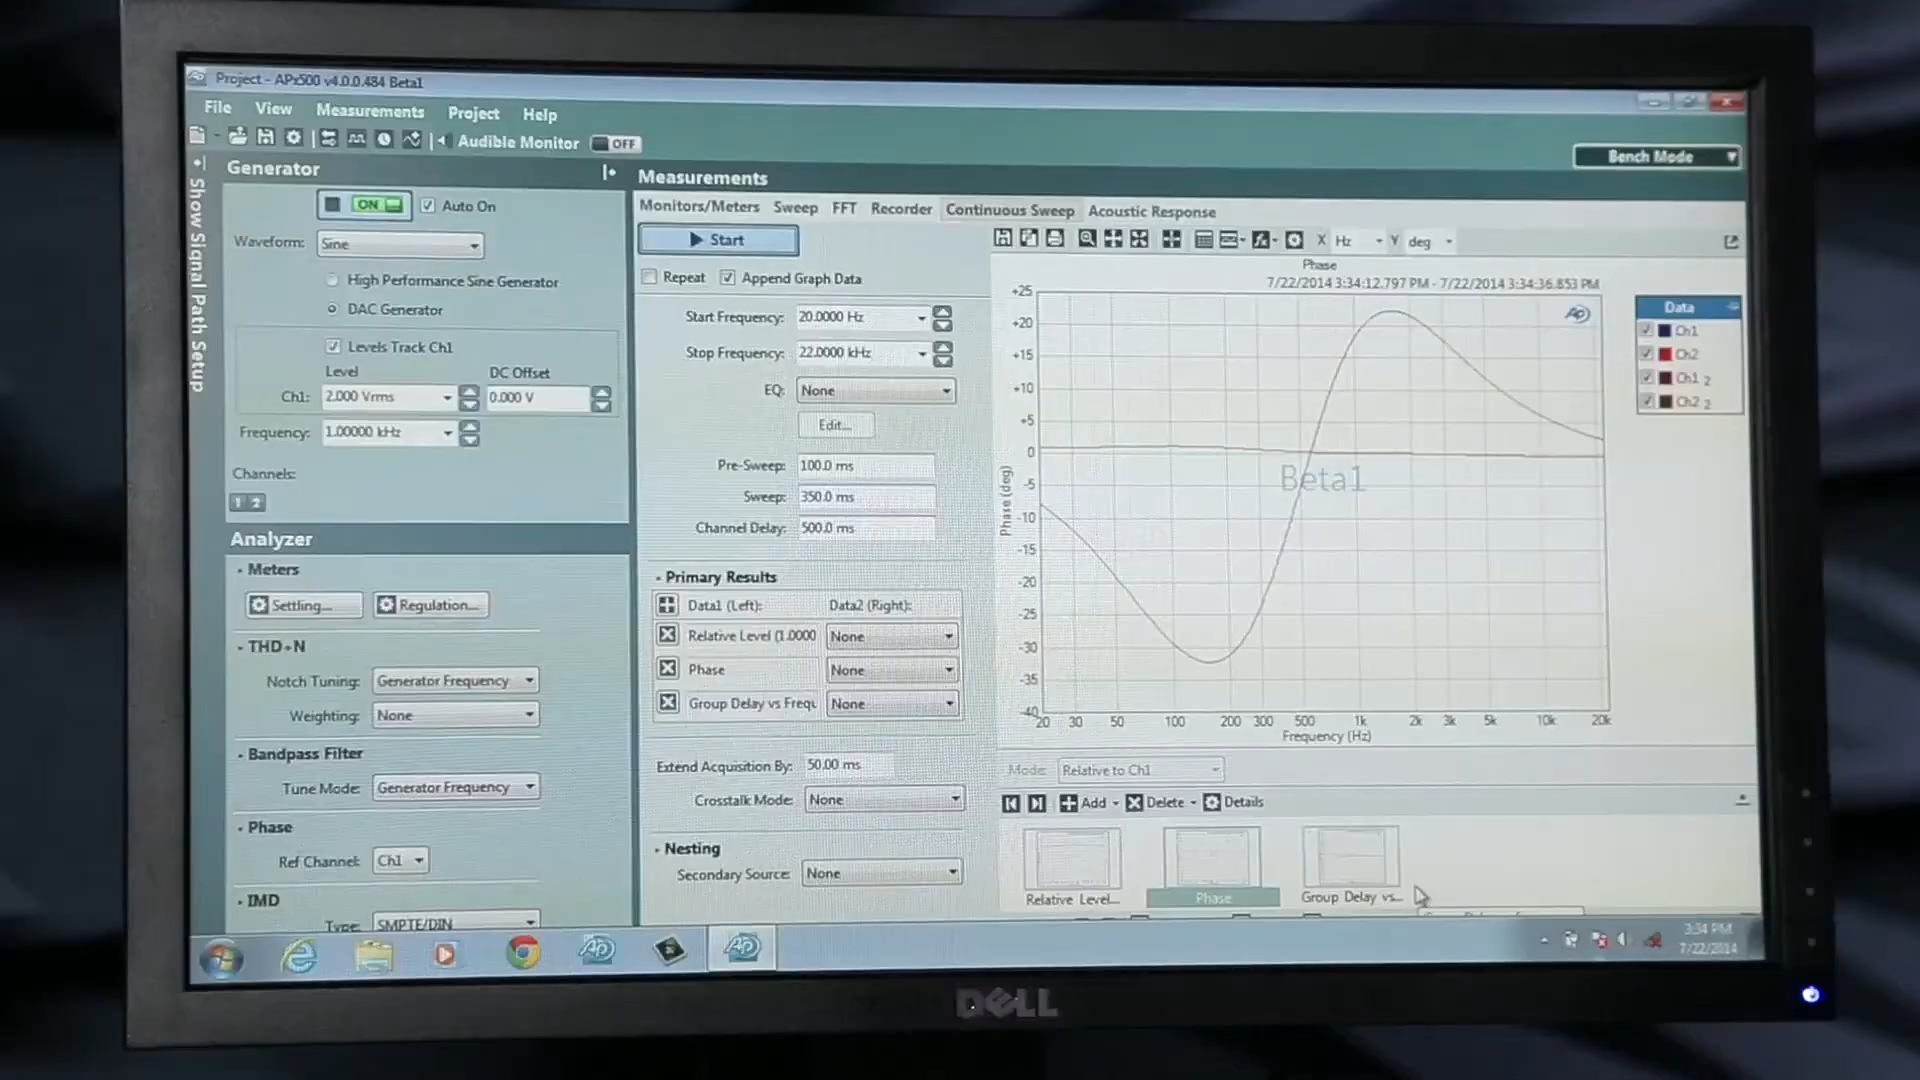 Project - APx500 v4.0.0.484 Beta1
File View Measurements Project Help
Audible Monitor OFF
Bench Mode
Show Signal Path Setup
Generator
ON Auto On
Waveform: Sine
High Performance Sine Generator
DAC Generator
Levels Track Ch1
Level DC Offset
Ch1: 2.000 Vrms 0.000 V
Frequency: 1.00000 kHz
Channels:
1 2
Analyzer
Meters
Settling... Regulation...
THD+N
Notch Tuning: Generator Frequency
Weighting: None
Bandpass Filter
Tune Mode: Generator Frequency
Phase
Ref Channel: Ch1
IMD
Type: SMPTE/DIN
Measurements
Monitors/Meters Sweep FFT Recorder Continuous Sweep Acoustic Response
Start
Repeat Append Graph Data
Start Frequency: 20.0000 Hz
Stop Frequency: 22.0000 kHz
EQ: None
Edit...
Pre-Sweep: 100.0 ms
Sweep: 350.0 ms
Channel Delay: 500.0 ms
Primary Results
Data1 (Left): Data2 (Right):
Relative Level (1.0000 None
Phase None
Group Delay vs Frequ None
Extend Acquisition By: 50.00 ms
Crosstalk Mode: None
Nesting
Secondary Source: None
X Hz Y deg
Phase
7/22/2014 3:34:12.797 PM - 7/22/2014 3:34:36.853 PM
+25
+20
+15
+10
+5
0
-5
-10
-15
-20
-25
-30
-35
-40
Phase (deg)
AP
Beta1
20 30 50 100 200 300 500 1k 2k 3k 5k 10k 20k
Frequency (Hz)
Data
Ch1
Ch2
Ch1 2
Ch2 2
Mode: Relative to Ch1
Add Delete Details
Relative Level... Phase Group Delay vs...
3:34 PM
7/22/2014
DELL